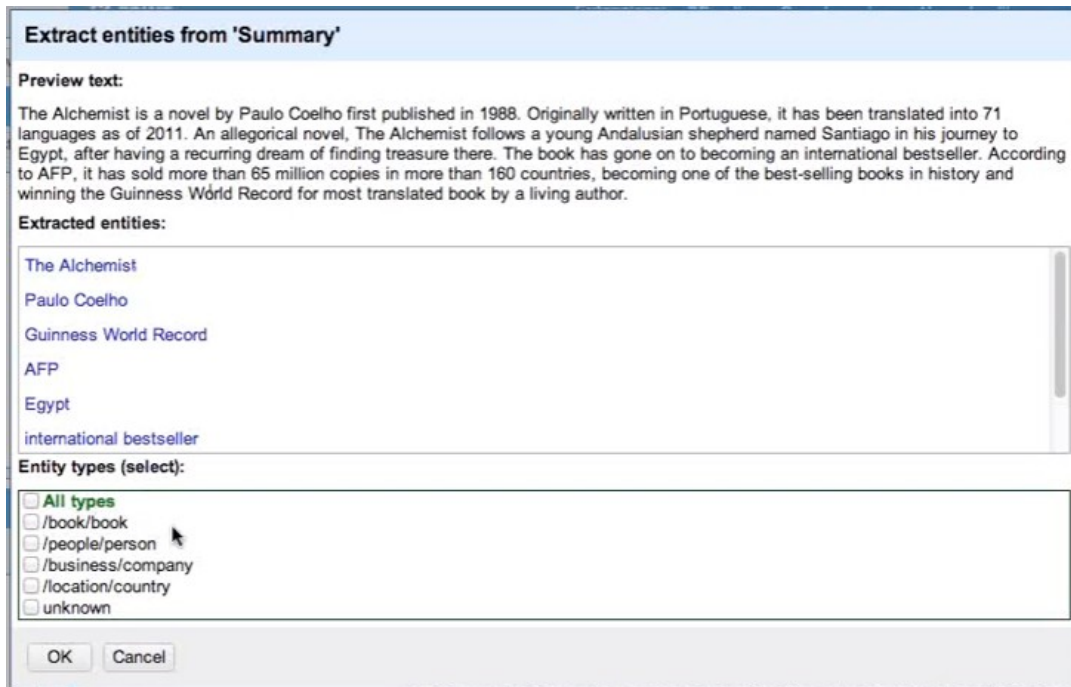 Extract entities from 'Summary'
Preview text:
The Alchemist is a novel by Paulo Coelho first published in 1988. Originally written in Portuguese, it has been translated into 71
languages as of 2011. An allegorical novel, The Alchemist follows a young Andalusian shepherd named Santiago in his journey to
Egypt, after having a recurring dream of finding treasure there. The book has gone on to becoming an international bestseller. According
to AFP, it has sold more than 65 million copies in more than 160 countries, becoming one of the best-selling books in history and
winning the Guinness World Record for most translated book by a living author.
Extracted entities:
The Alchemist
Paulo Coelho
Guinness World Record
AFP
Egypt
international bestseller
Entity types (select):
All types
/book/book
/people/person
/business/company
/location/country
unknown
OK Cancel